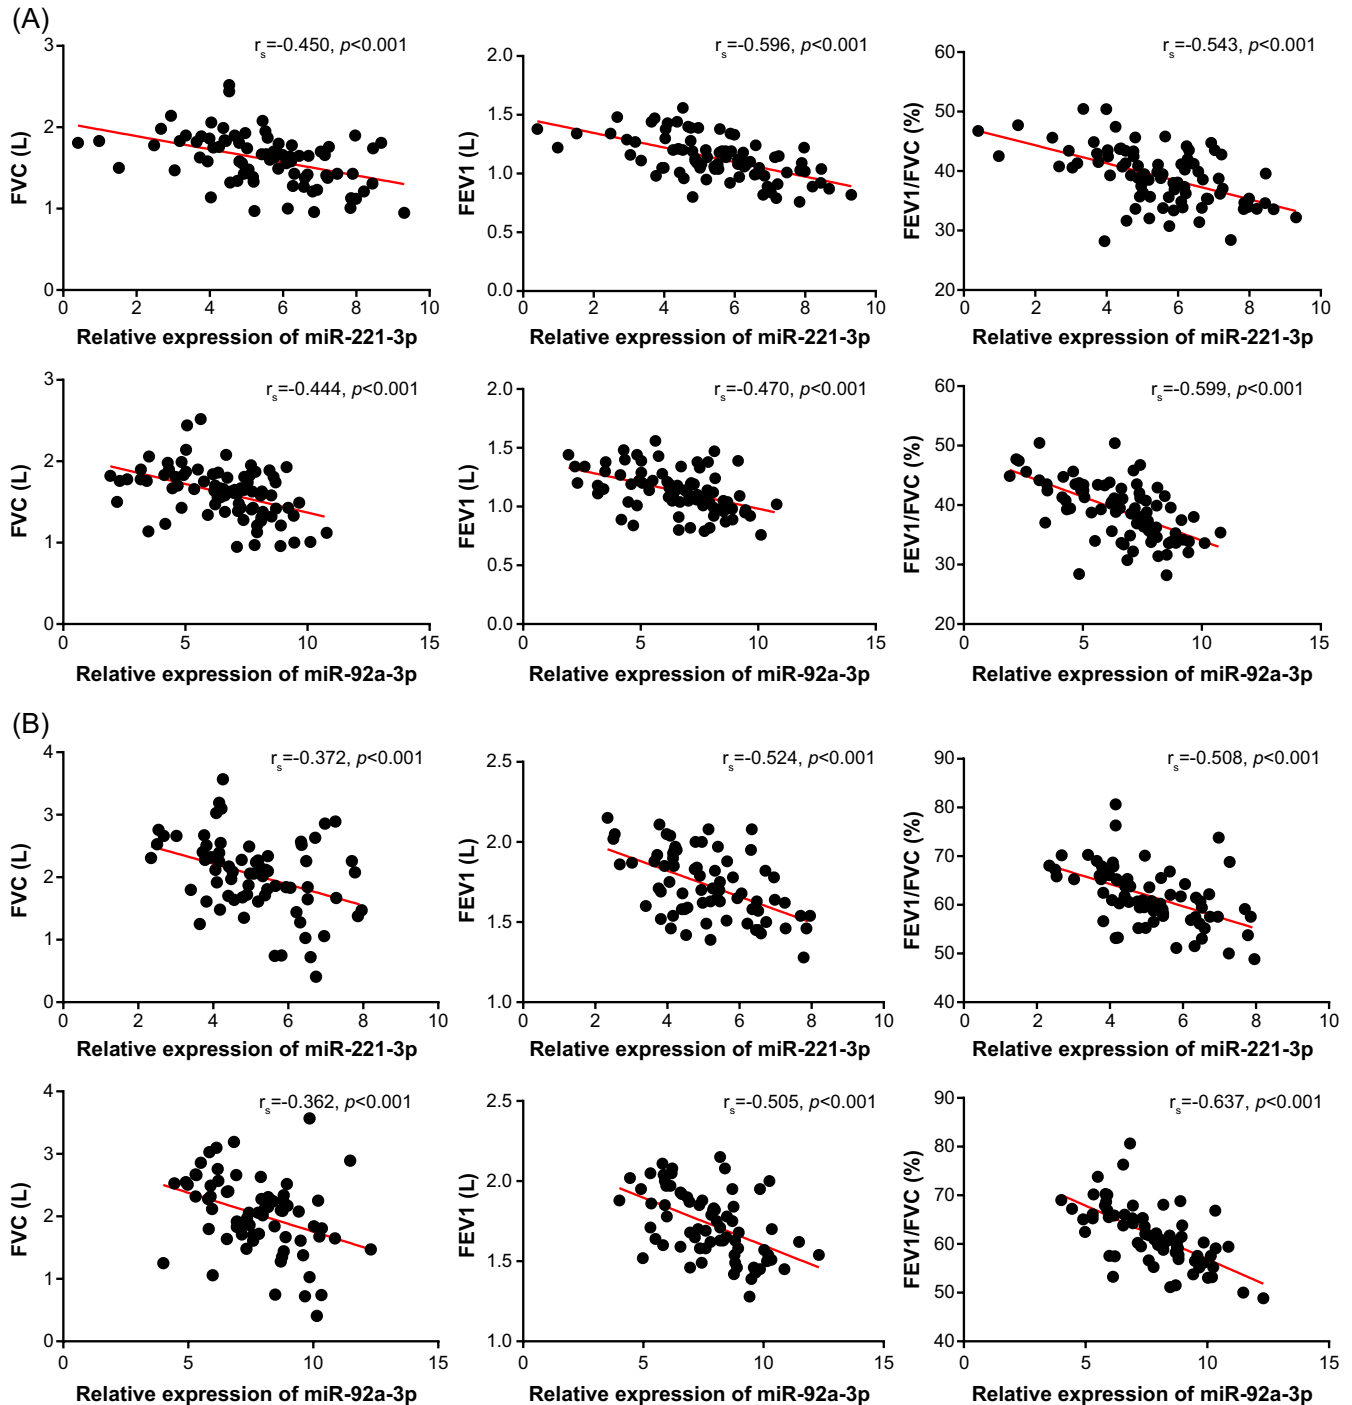 (A)
r_s=-0.450, p<0.001
FVC (L)
3
2
1
0
0 2 4 6 8 10
Relative expression of miR-221-3p
r_s=-0.596, p<0.001
FEV1 (L)
2.0
1.5
1.0
0.5
0.0
0 2 4 6 8 10
Relative expression of miR-221-3p
r_s=-0.543, p<0.001
FEV1/FVC (%)
60
50
40
30
20
0 2 4 6 8 10
Relative expression of miR-221-3p
r_s=-0.444, p<0.001
FVC (L)
3
2
1
0
0 5 10 15
Relative expression of miR-92a-3p
r_s=-0.470, p<0.001
FEV1 (L)
2.0
1.5
1.0
0.5
0.0
0 5 10 15
Relative expression of miR-92a-3p
r_s=-0.599, p<0.001
FEV1/FVC (%)
60
50
40
30
20
0 5 10 15
Relative expression of miR-92a-3p
(B)
r_s=-0.372, p<0.001
FVC (L)
4
3
2
1
0
0 2 4 6 8 10
Relative expression of miR-221-3p
r_s=-0.524, p<0.001
FEV1 (L)
2.5
2.0
1.5
1.0
0 2 4 6 8 10
Relative expression of miR-221-3p
r_s=-0.508, p<0.001
FEV1/FVC (%)
90
80
70
60
50
40
0 2 4 6 8 10
Relative expression of miR-221-3p
r_s=-0.362, p<0.001
FVC (L)
4
3
2
1
0
0 5 10 15
Relative expression of miR-92a-3p
r_s=-0.505, p<0.001
FEV1 (L)
2.5
2.0
1.5
1.0
0 5 10 15
Relative expression of miR-92a-3p
r_s=-0.637, p<0.001
FEV1/FVC (%)
90
80
70
60
50
40
0 5 10 15
Relative expression of miR-92a-3p